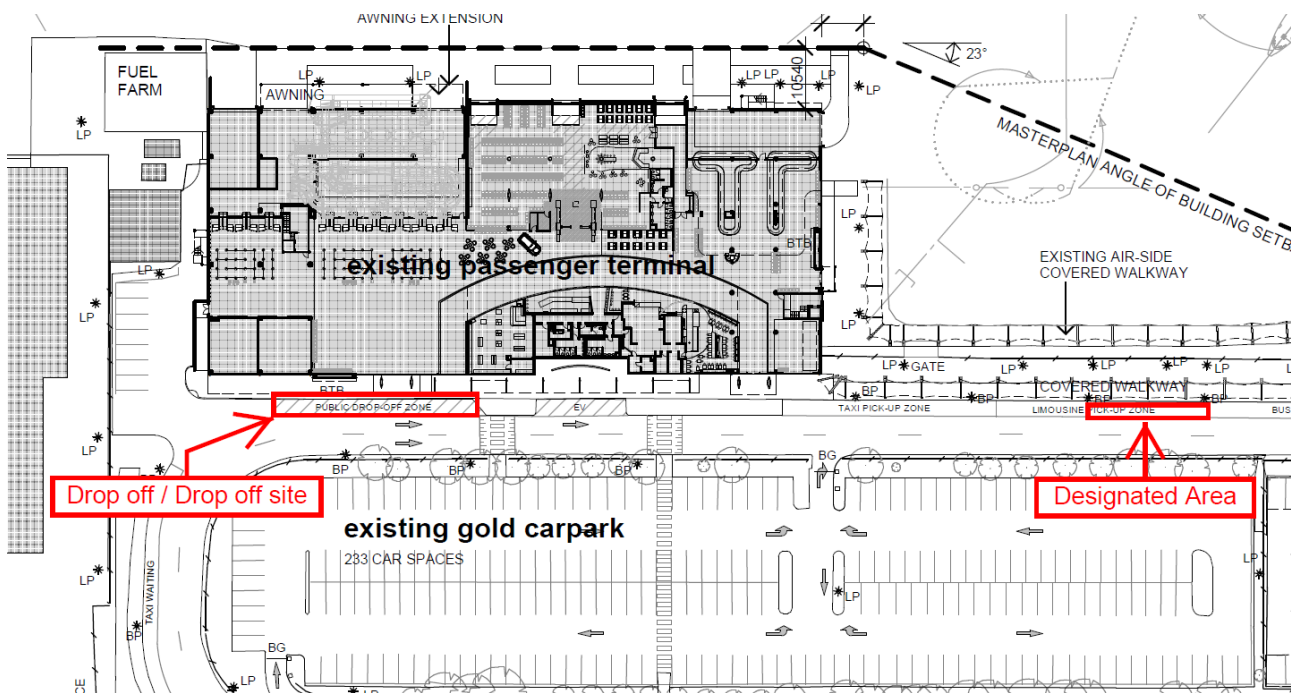 AWNING EXTENSION
FUEL
FARM
LP
LP
AWNING
LP
LP
LP
LP
10540
23°
LP
MASTERPLAN ANGLE OF BUILDING SETB
LP
BTB
existing passenger terminal
EXISTING AIR-SIDE
COVERED WALKWAY
LP
LP
LP
LP
GATE
LP
LP
LP
LP
L
BTB
COVERED WALKWAY
BP
BP
BP
BP
PUBLIC DROP-OFF ZONE
EV
TAXI PICK-UP ZONE
LIMOUSINE PICK-UP ZONE
BUS
LP
BP
BP
BP
BG
Drop off / Drop off site
Designated Area
existing gold carpark
233 CAR SPACES
LP
LP
LP
TAXI WAITING
BP
BG
LP
LP
CE